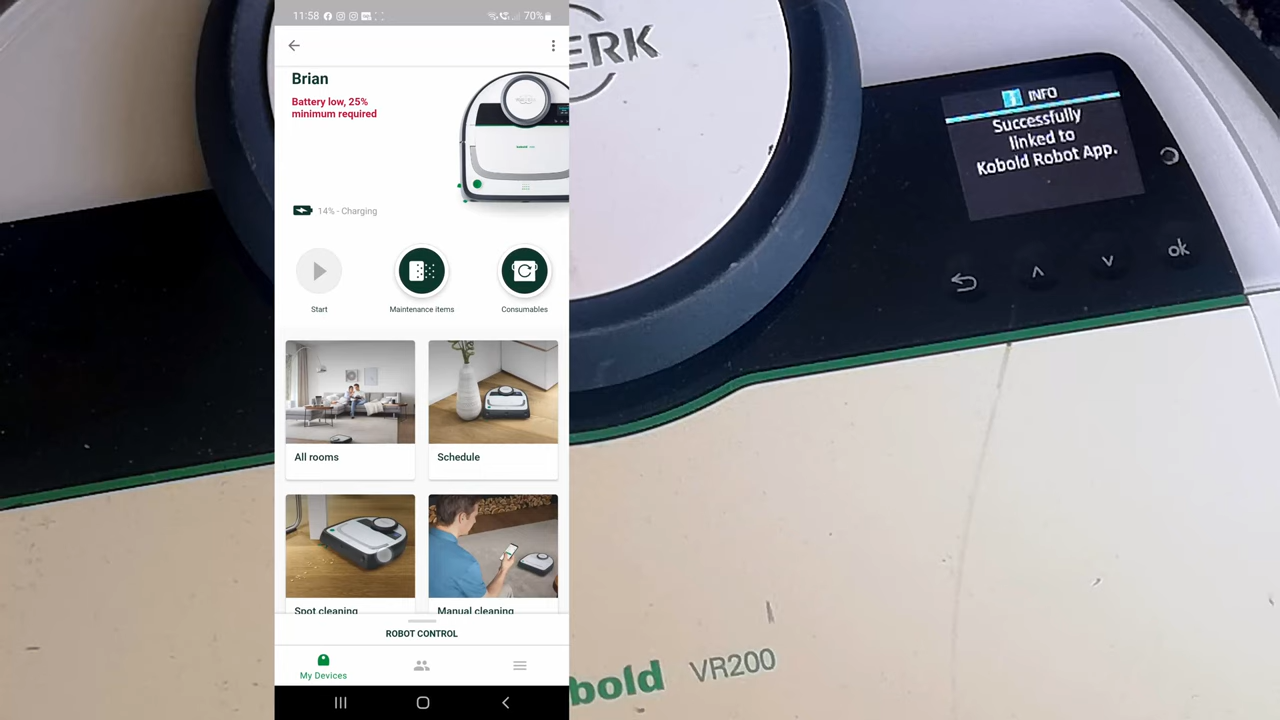 11:58
70%
Brian
Battery low, 25%
minimum required
14% - Charging
Start
Maintenance items
Consumables
All rooms
Schedule
Spot cleaning
Manual cleaning
ROBOT CONTROL
My Devices
ERK
INFO
Successfully
linked to
Kobold Robot App.
ok
bold VR200